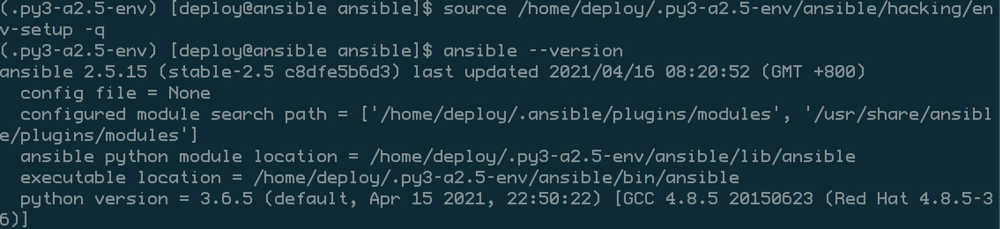 (.py3-a2.5-env) [deploy@ansible ansible]$ source /home/deploy/.py3-a2.5-env/ansible/hacking/en
v-setup -q
(.py3-a2.5-env) [deploy@ansible ansible]$ ansible --version
ansible 2.5.15 (stable-2.5 c8dfe5b6d3) last updated 2021/04/16 08:20:52 (GMT +800)
  config file = None
  configured module search path = ['/home/deploy/.ansible/plugins/modules', '/usr/share/ansibl
e/plugins/modules']
  ansible python module location = /home/deploy/.py3-a2.5-env/ansible/lib/ansible
  executable location = /home/deploy/.py3-a2.5-env/ansible/bin/ansible
  python version = 3.6.5 (default, Apr 15 2021, 22:50:22) [GCC 4.8.5 20150623 (Red Hat 4.8.5-3
6)]